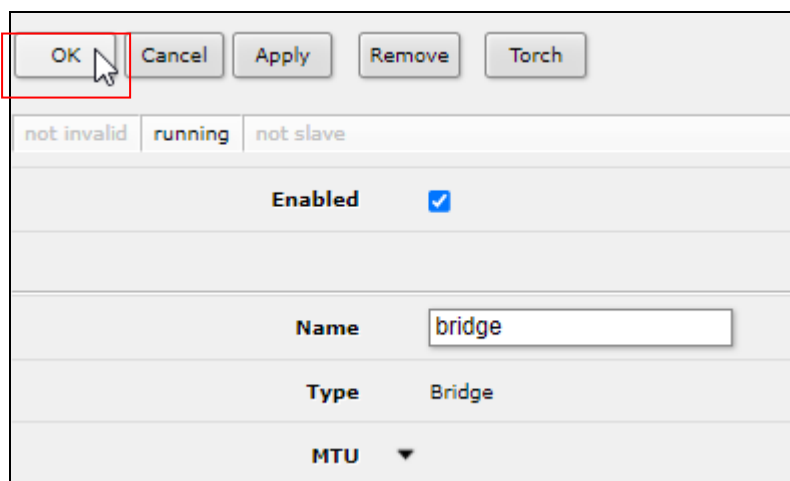 OK Cancel Apply Remove Torch
not invalid running not slave
Enabled
Name bridge
Type Bridge
MTU